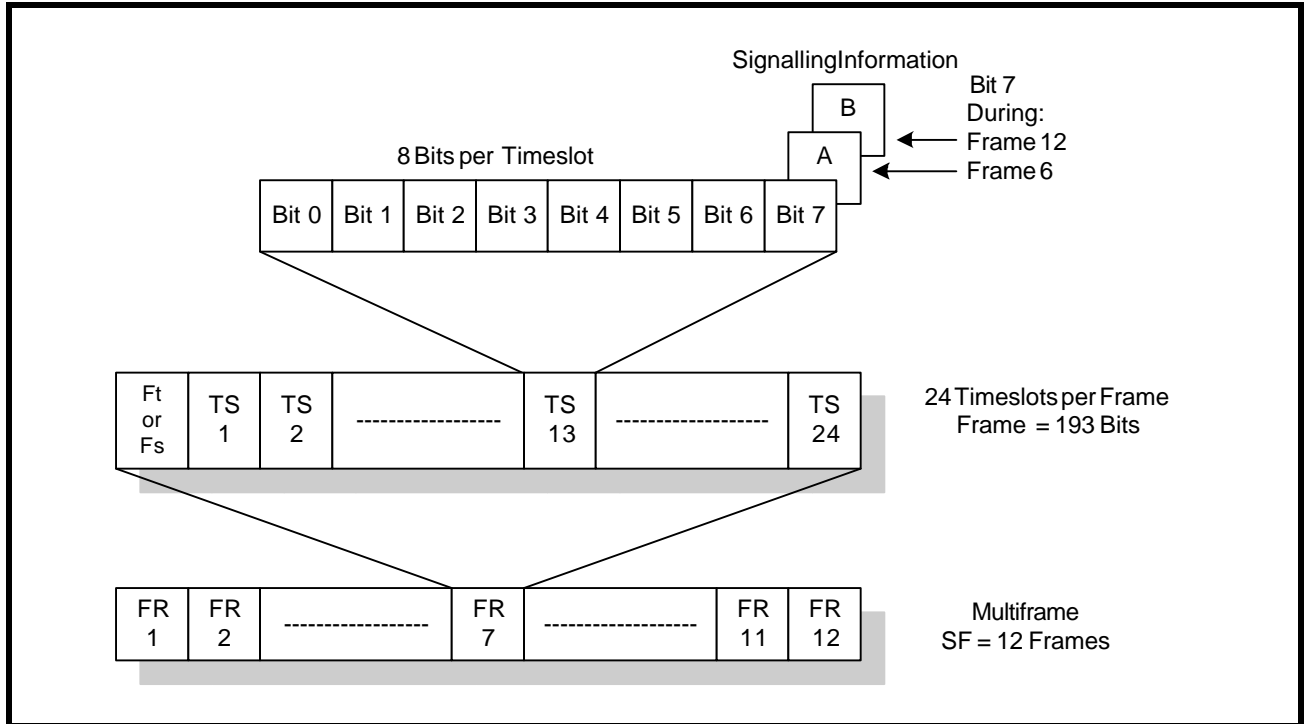 SignallingInformation
B
A
Bit 7
During:
Frame 12
Frame 6
8 Bits per Timeslot
Bit 0 Bit 1 Bit 2 Bit 3 Bit 4 Bit 5 Bit 6 Bit 7
Ft
or
Fs
TS
1
TS
2
-------------------
TS
13
-------------------
TS
24
24 Timeslots per Frame
Frame = 193 Bits
FR
1
FR
2
-------------------
FR
7
-------------------
FR
11
FR
12
Multiframe
SF = 12 Frames